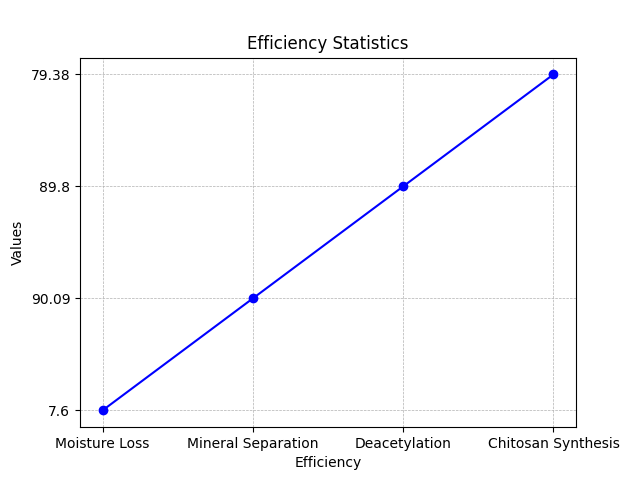 Efficiency Statistics
79.38
89.8
90.09
7.6
Values
Moisture Loss Mineral Separation Deacetylation Chitosan Synthesis
Efficiency